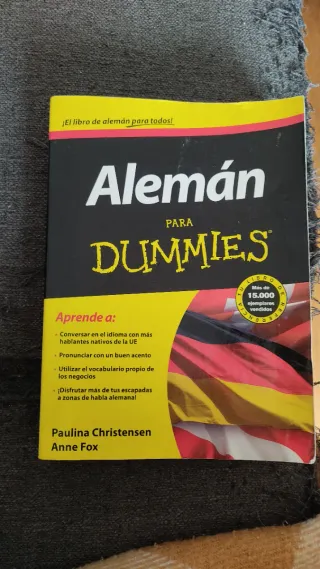 ¡El libro de alemán para todos!
Alemán
PARA
DUMMIES®
Más de
15.000
ejemplares
vendidos
Aprende a:
• Conversar en el idioma con más
hablantes nativos de la UE
• Pronunciar con un buen acento
• Utilizar el vocabulario propio de
los negocios
• ¡Disfrutar más de tus escapadas
a zonas de habla alemana!
Paulina Christensen
Anne Fox